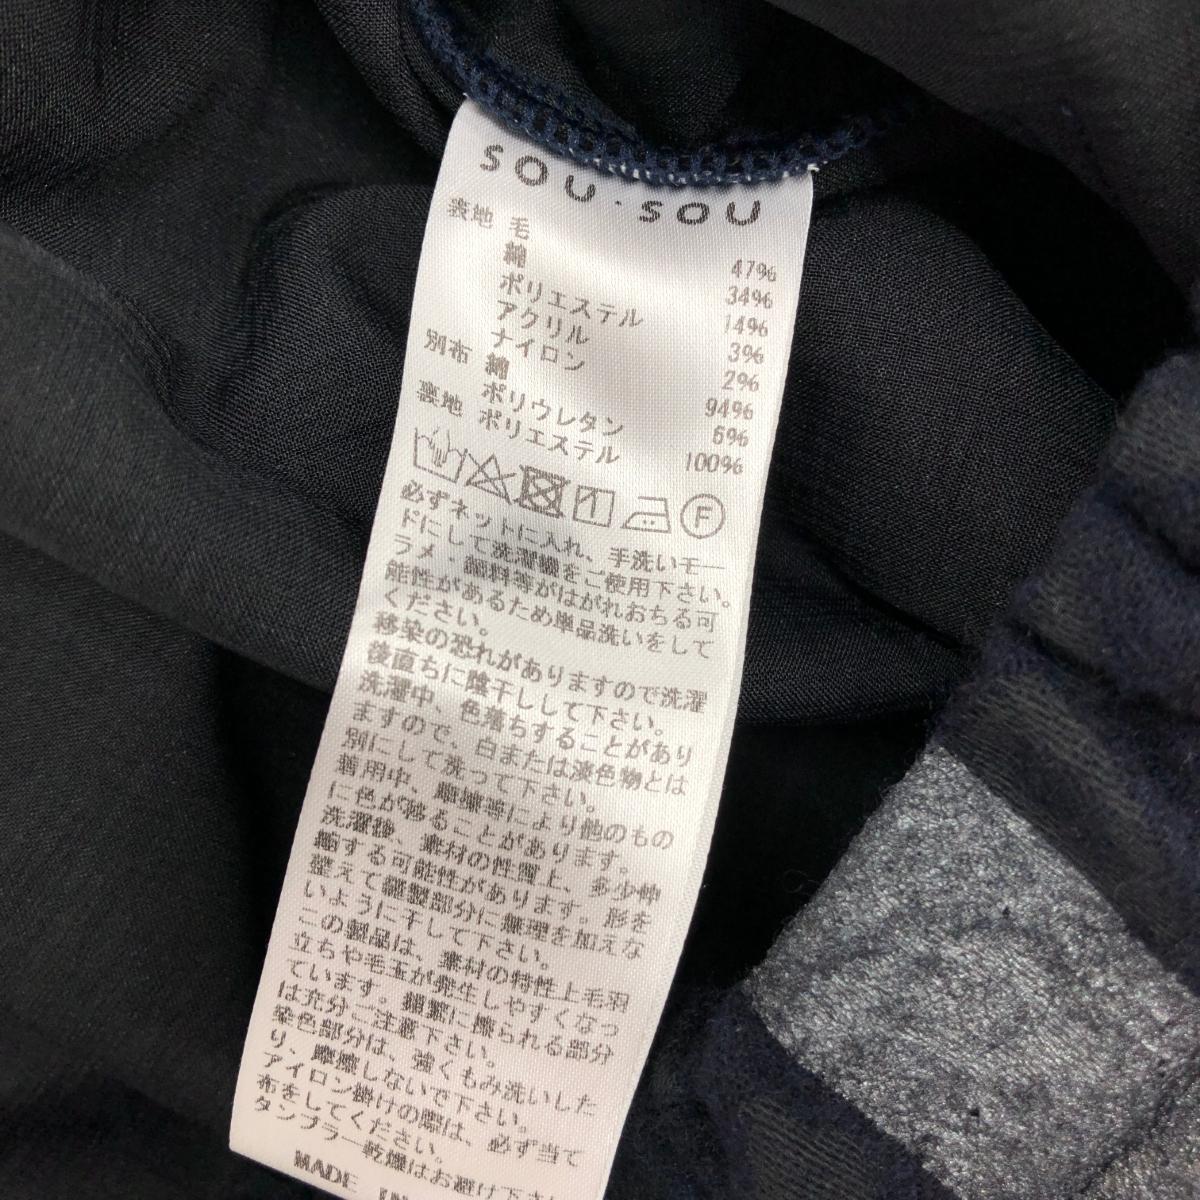 SOU・SOU
表地 毛 47%
綿 34%
ポリエステル 14%
アクリル 3%
ナイロン 2%
別布 綿 94%
ポリウレタン 6%
裏地 ポリエステル 100%
F
必ずネットに入れ、手洗いモー
ドにして洗濯機をご使用下さい。
ラメ・顔料等がはがれおちる可
能性があるため単品洗いをして
ください。
移染の恐れがありますので洗濯
後直ちに陰干しして下さい。
洗濯中、色落ちすることがあり
ますので、白または淡色物とは
別にして洗って下さい。
着用中、摩擦等により他のもの
に色が移ることがあります。
洗濯後、素材の性質上、多少伸
縮する可能性があります。形を
整えて縫製部分に無理を加えな
いように干して下さい。
この製品は、素材の特性上毛羽
立ちや毛玉が発生しやすくなっ
ています。頻繁に擦られる部分
は充分ご注意下さい。
染色部分は、強くもみ洗いした
り、摩擦しないで下さい。
アイロン掛けの際は、必ず当て
布をしてください。
タンブラー乾燥はお避け下さい
MADE IN